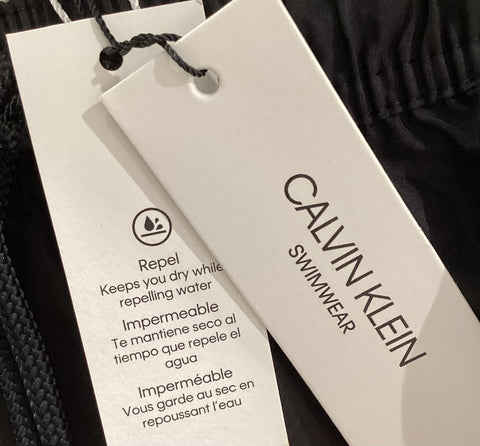 Repel
Keeps you dry while
repelling water
Impermeable
Te mantiene seco al
tiempo que repele el
agua
Imperméable
Vous garde au sec en
repoussant l'eau
CALVIN KLEIN
SWIMWEAR